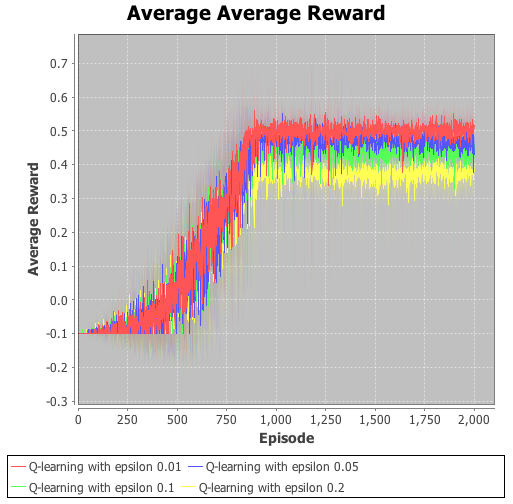 Average Average Reward
0.7
0.6
0.5
0.4
0.3
0.2
0.1
0.0
-0.1
-0.2
-0.3
Average Reward
0 250 500 750 1,000 1,250 1,500 1,750 2,000
Episode
Q-learning with epsilon 0.01 Q-learning with epsilon 0.05
Q-learning with epsilon 0.1 Q-learning with epsilon 0.2